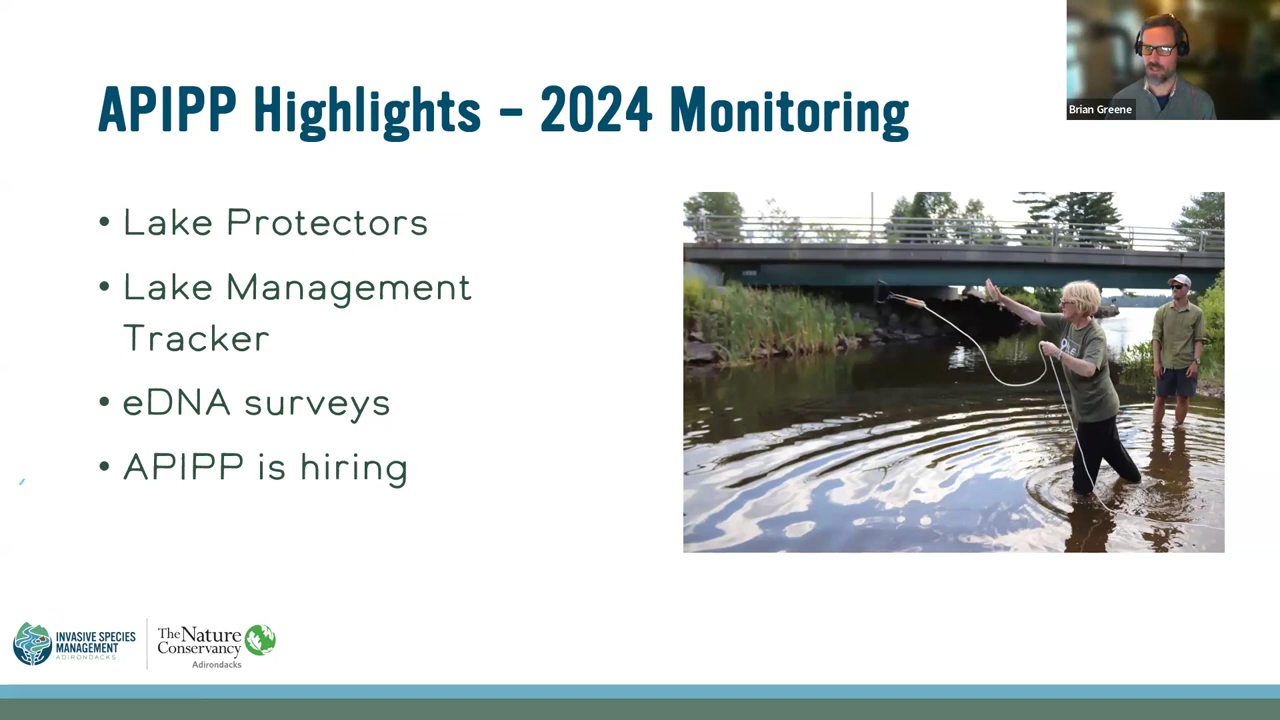 APIPP Highlights – 2024 Monitoring
Brian Greene
• Lake Protectors
• Lake Management
Tracker
• eDNA surveys
• APIPP is hiring
INVASIVE SPECIES
MANAGEMENT
ADIRONDACKS
The Nature
Conservancy
Adirondacks